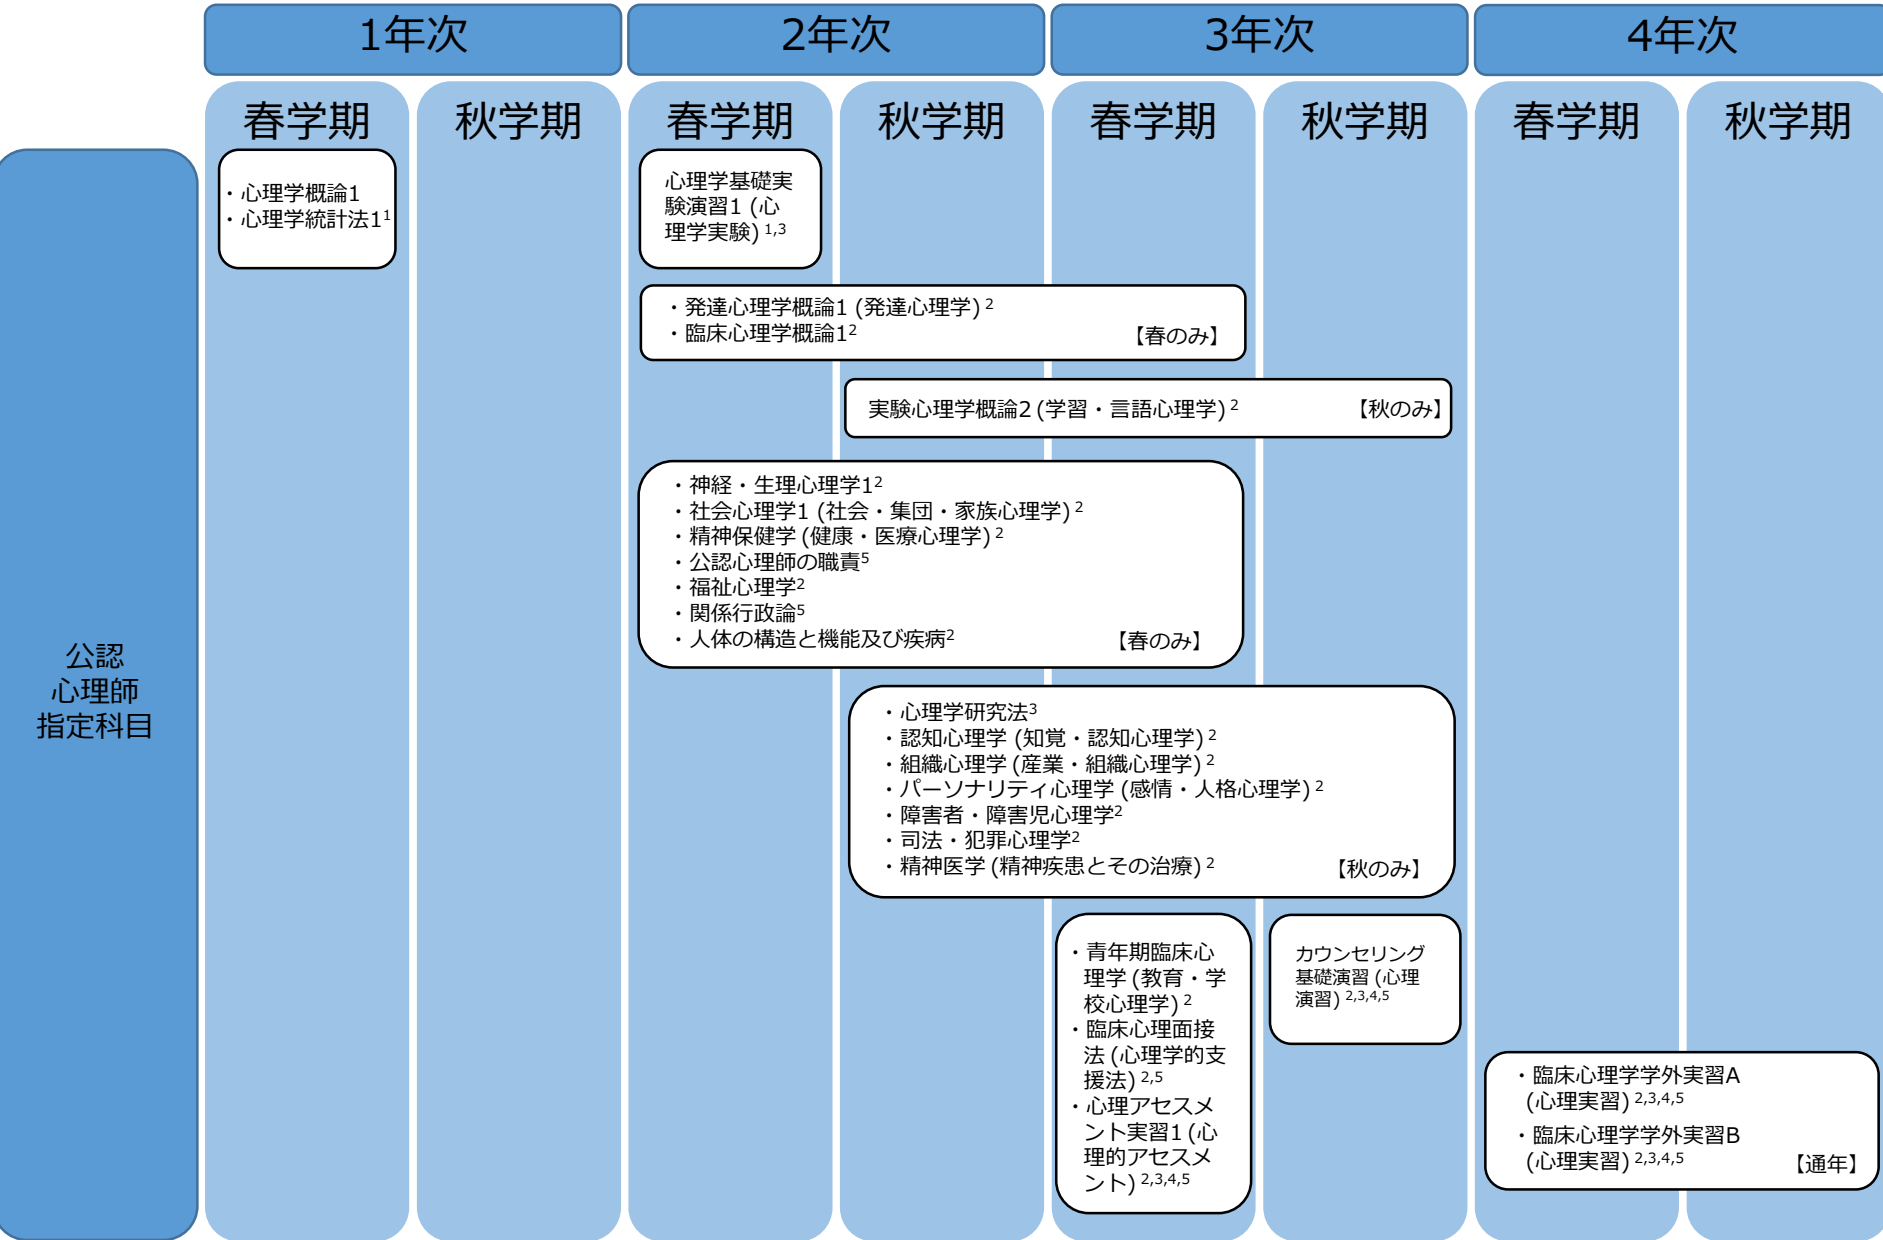 1年次
2年次
3年次
4年次
春学期
秋学期
春学期
秋学期
春学期
秋学期
春学期
秋学期
公認
心理師
指定科目
・心理学概論1
・心理学統計法1¹
心理学基礎実
験演習1 (心
理学実験) ¹,³
・発達心理学概論1 (発達心理学) ²
・臨床心理学概論1²
【春のみ】
実験心理学概論2 (学習・言語心理学) ²
【秋のみ】
・神経・生理心理学1²
・社会心理学1 (社会・集団・家族心理学) ²
・精神保健学 (健康・医療心理学) ²
・公認心理師の職責⁵
・福祉心理学²
・関係行政論⁵
・人体の構造と機能及び疾病²
【春のみ】
・心理学研究法³
・認知心理学 (知覚・認知心理学) ²
・組織心理学 (産業・組織心理学) ²
・パーソナリティ心理学 (感情・人格心理学) ²
・障害者・障害児心理学²
・司法・犯罪心理学²
・精神医学 (精神疾患とその治療) ²
【秋のみ】
・青年期臨床心
理学 (教育・学
校心理学) ²
・臨床心理面接
法 (心理学的支
援法) ²,⁵
・心理アセスメ
ント実習1 (心
理的アセスメ
ント) ²,³,⁴,⁵
カウンセリング
基礎演習 (心理
演習) ²,³,⁴,⁵
・臨床心理学学外実習A
(心理実習) ²,³,⁴,⁵
・臨床心理学学外実習B
(心理実習) ²,³,⁴,⁵
【通年】